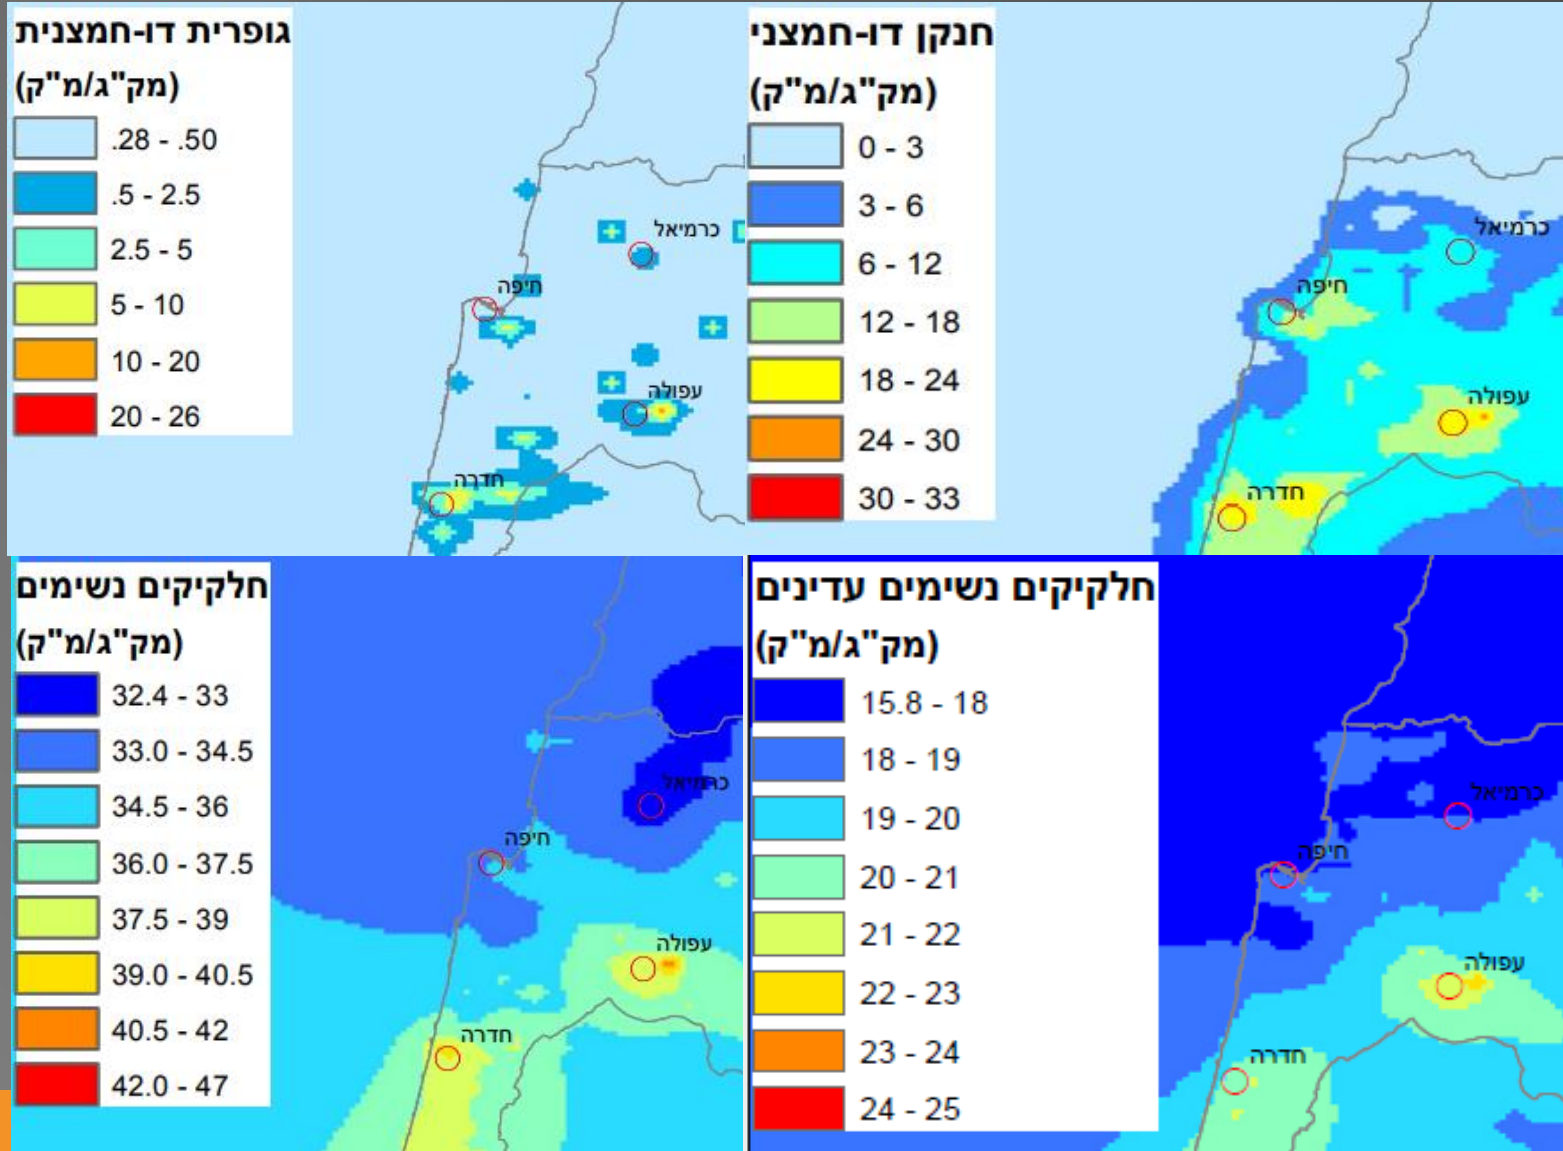 גופרית דו-חמצנית
(מק"ג/מ"ק)
.28 - .50
.5 - 2.5
2.5 - 5
5 - 10
10 - 20
20 - 26
כרמיאל
חיפה
עפולה
חדרה
חנקן דו-חמצני
(מק"ג/מ"ק)
0 - 3
3 - 6
6 - 12
12 - 18
18 - 24
24 - 30
30 - 33
כרמיאל
חיפה
עפולה
חדרה
חלקיקים נשימים
(מק"ג/מ"ק)
32.4 - 33
33.0 - 34.5
34.5 - 36
36.0 - 37.5
37.5 - 39
39.0 - 40.5
40.5 - 42
42.0 - 47
כרמיאל
חיפה
עפולה
חדרה
חלקיקים נשימים עדינים
(מק"ג/מ"ק)
15.8 - 18
18 - 19
19 - 20
20 - 21
21 - 22
22 - 23
23 - 24
24 - 25
כרמיאל
חיפה
עפולה
חדרה